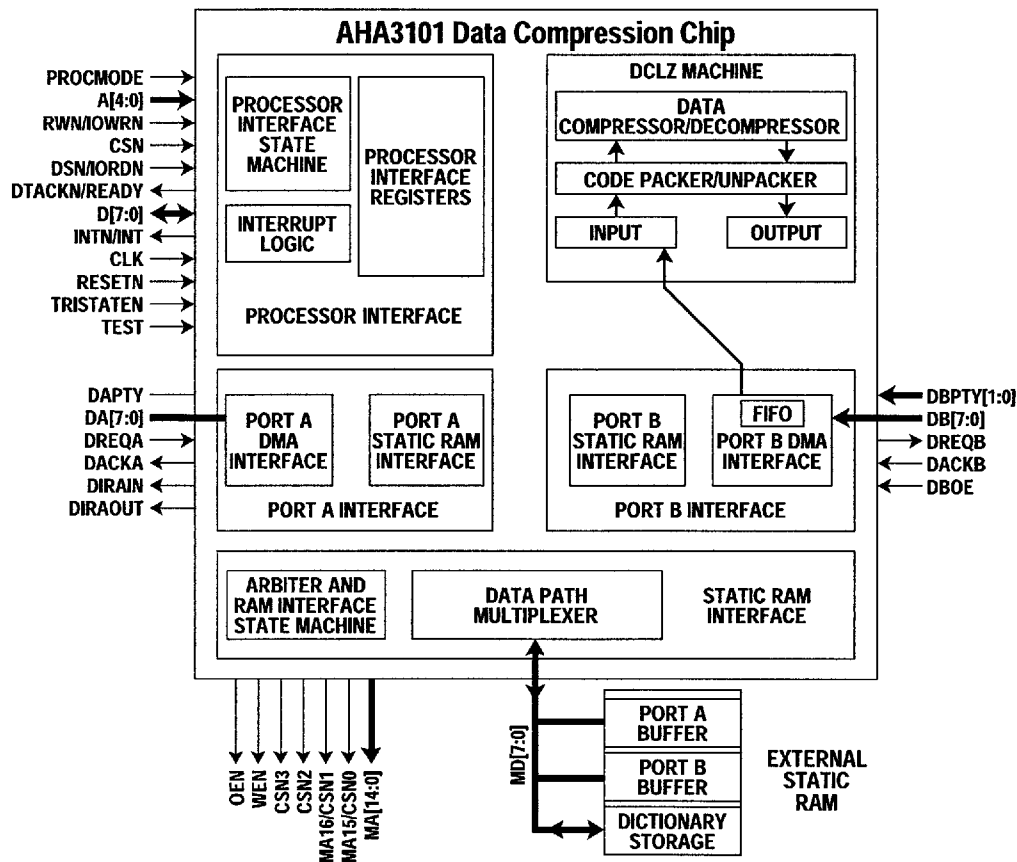 AHA3101 Data Compression Chip
PROCMODE
A[4:0]
RWN/IOWRN
CSN
DSN/IORDN
DTACKN/READY
D[7:0]
INTN/INT
CLK
RESETN
TRISTATEN
TEST
PROCESSOR
INTERFACE
STATE
MACHINE
INTERRUPT
LOGIC
PROCESSOR
INTERFACE
REGISTERS
PROCESSOR INTERFACE
DCLZ MACHINE
DATA
COMPRESSOR/DECOMPRESSOR
CODE PACKER/UNPACKER
INPUT
OUTPUT
DAPTY
DA[7:0]
DREQA
DACKA
DIRAIN
DIRAOUT
PORT A
DMA
INTERFACE
PORT A
STATIC RAM
INTERFACE
PORT A INTERFACE
PORT B
STATIC RAM
INTERFACE
FIFO
PORT B DMA
INTERFACE
PORT B INTERFACE
DBPTY[1:0]
DB[7:0]
DREQB
DACKB
DBOE
ARBITER AND
RAM INTERFACE
STATE MACHINE
DATA PATH
MULTIPLEXER
STATIC RAM
INTERFACE
OEN
WEN
CSN3
CSN2
MA16/CSN1
MA15/CSN0
MA[14:0]
MD[7:0]
PORT A
BUFFER
PORT B
BUFFER
DICTIONARY
STORAGE
EXTERNAL
STATIC
RAM